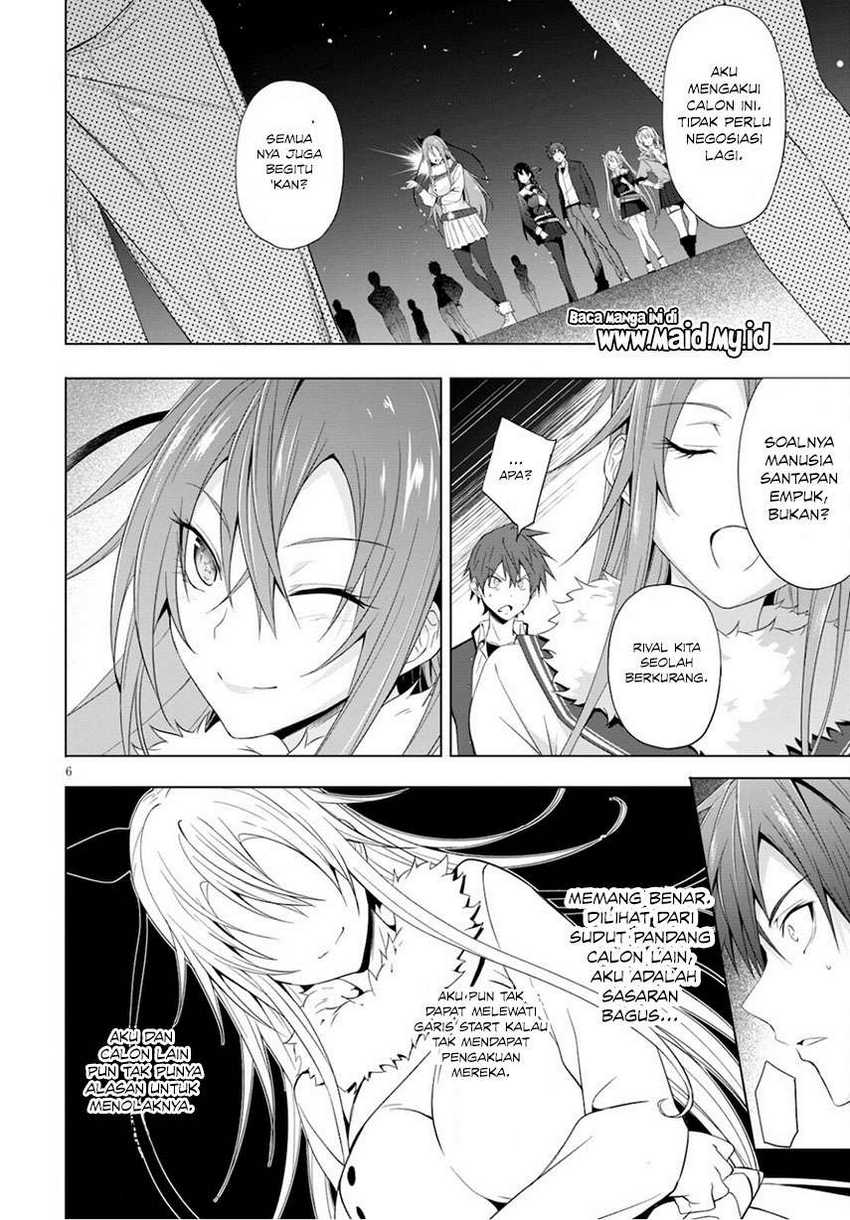 AKU
MENGAKUI
CALON INI.
TIDAK PERLU
NEGOSIASI
LAGI.
SEMUA
NYA JUGA
BEGITU
'KAN?
Baca Manga ini di
www.Maid.My.id
SOALNYA
MANUSIA
SANTAPAN
EMPUK,
BUKAN?
...
APA?
RIVAL KITA
SEOLAH
BERKURANG.
6
MEMANG BENAR,
DILIHAT DARI
SUDUT PANDANG
CALON LAIN,
AKU ADALAH
SASARAN
BAGUS...
AKU PUN TAK
DAPAT MELEWATI
GARIS START KALAU
TAK MENDAPAT
PENGAKUAN
MEREKA.
AKU DAN
CALON LAIN
PUN TAK PUNYA
ALASAN UNTUK
MENOLAKNYA.